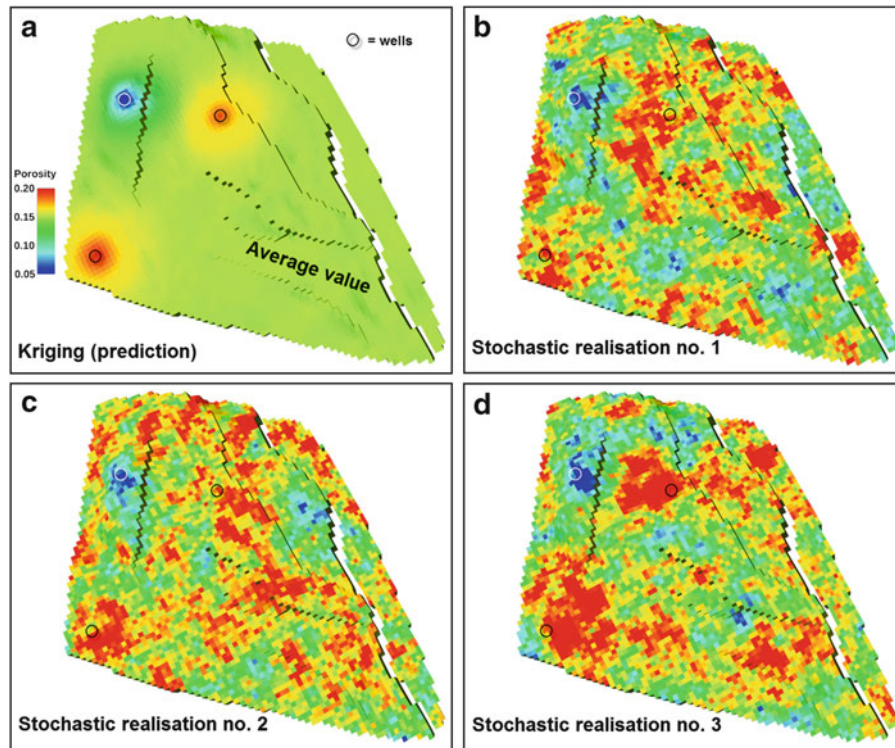 a
= wells
Porosity
0.20
0.15
0.10
0.05
Average value
Kriging (prediction)
b
Stochastic realisation no. 1
c
Stochastic realisation no. 2
d
Stochastic realisation no. 3